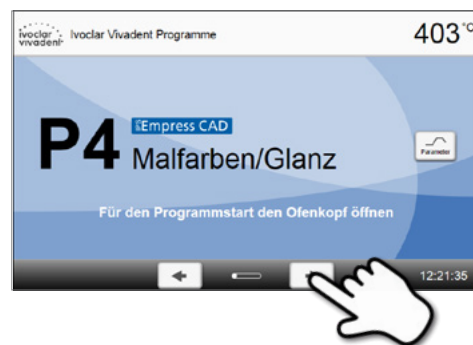 ivoclar vivadent
Ivoclar Vivadent Programme
403°C
P4
IPS Empress CAD
Malfarben/Glanz
Parameter
Für den Programmstart den Ofenkopf öffnen
12:21:35